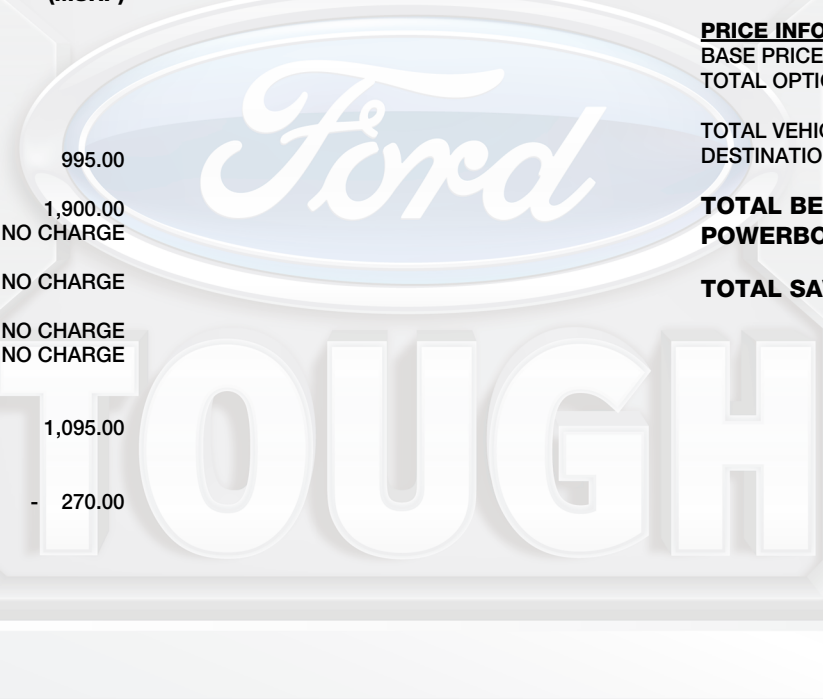 (MSRP)
995.00
1,900.00
NO CHARGE
NO CHARGE
NO CHARGE
NO CHARGE
1,095.00
- 270.00
PRICE INFO
BASE PRICE
TOTAL OPTI
TOTAL VEHIC
DESTINATIO
TOTAL BE
POWERBO
TOTAL SA
Ford
TOUGH